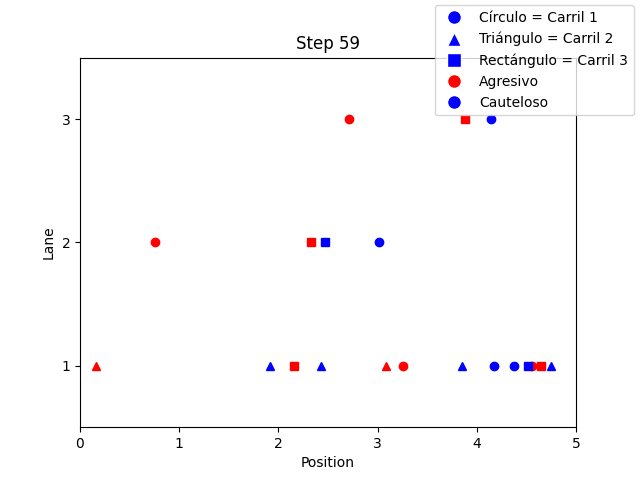 Step 59
Círculo = Carril 1
Triángulo = Carril 2
Rectángulo = Carril 3
Agresivo
Cauteloso
Lane
3
2
1
0 1 2 3 4 5
Position